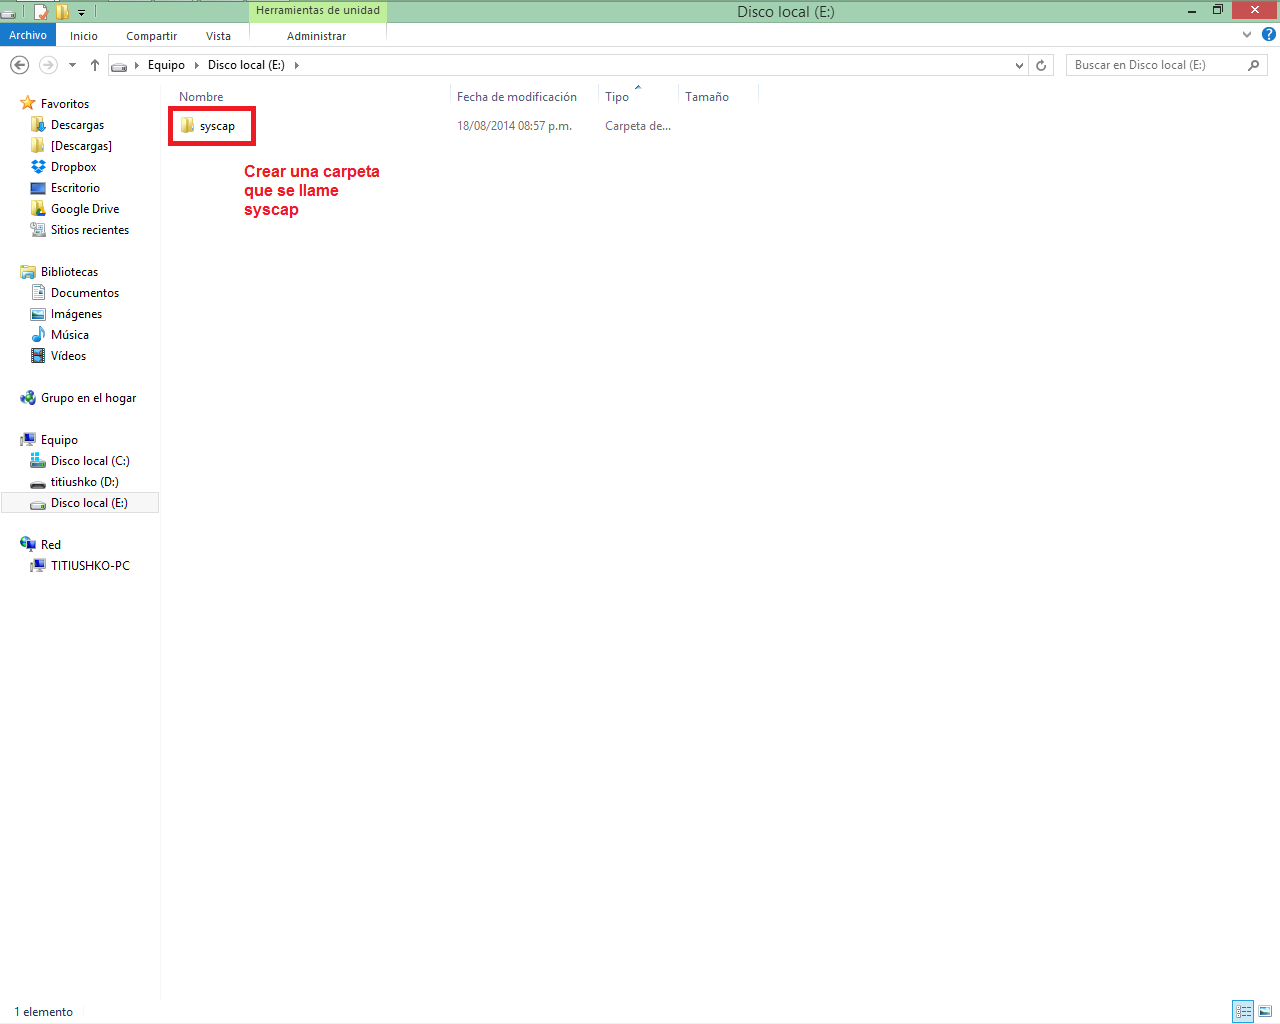 Herramientas de unidad
Disco local (E:)
Archivo
Inicio
Compartir
Vista
Administrar
Equipo
Disco local (E:)
Buscar en Disco local (E:)
Nombre
Fecha de modificación
Tipo
Tamaño
syscap
18/08/2014 08:57 p.m.
Carpeta de...
Crear una carpeta
que se llame
syscap
Favoritos
Descargas
[Descargas]
Dropbox
Escritorio
Google Drive
Sitios recientes
Bibliotecas
Documentos
Imágenes
Música
Vídeos
Grupo en el hogar
Equipo
Disco local (C:)
titiushko (D:)
Disco local (E:)
Red
TITIUSHKO-PC
1 elemento